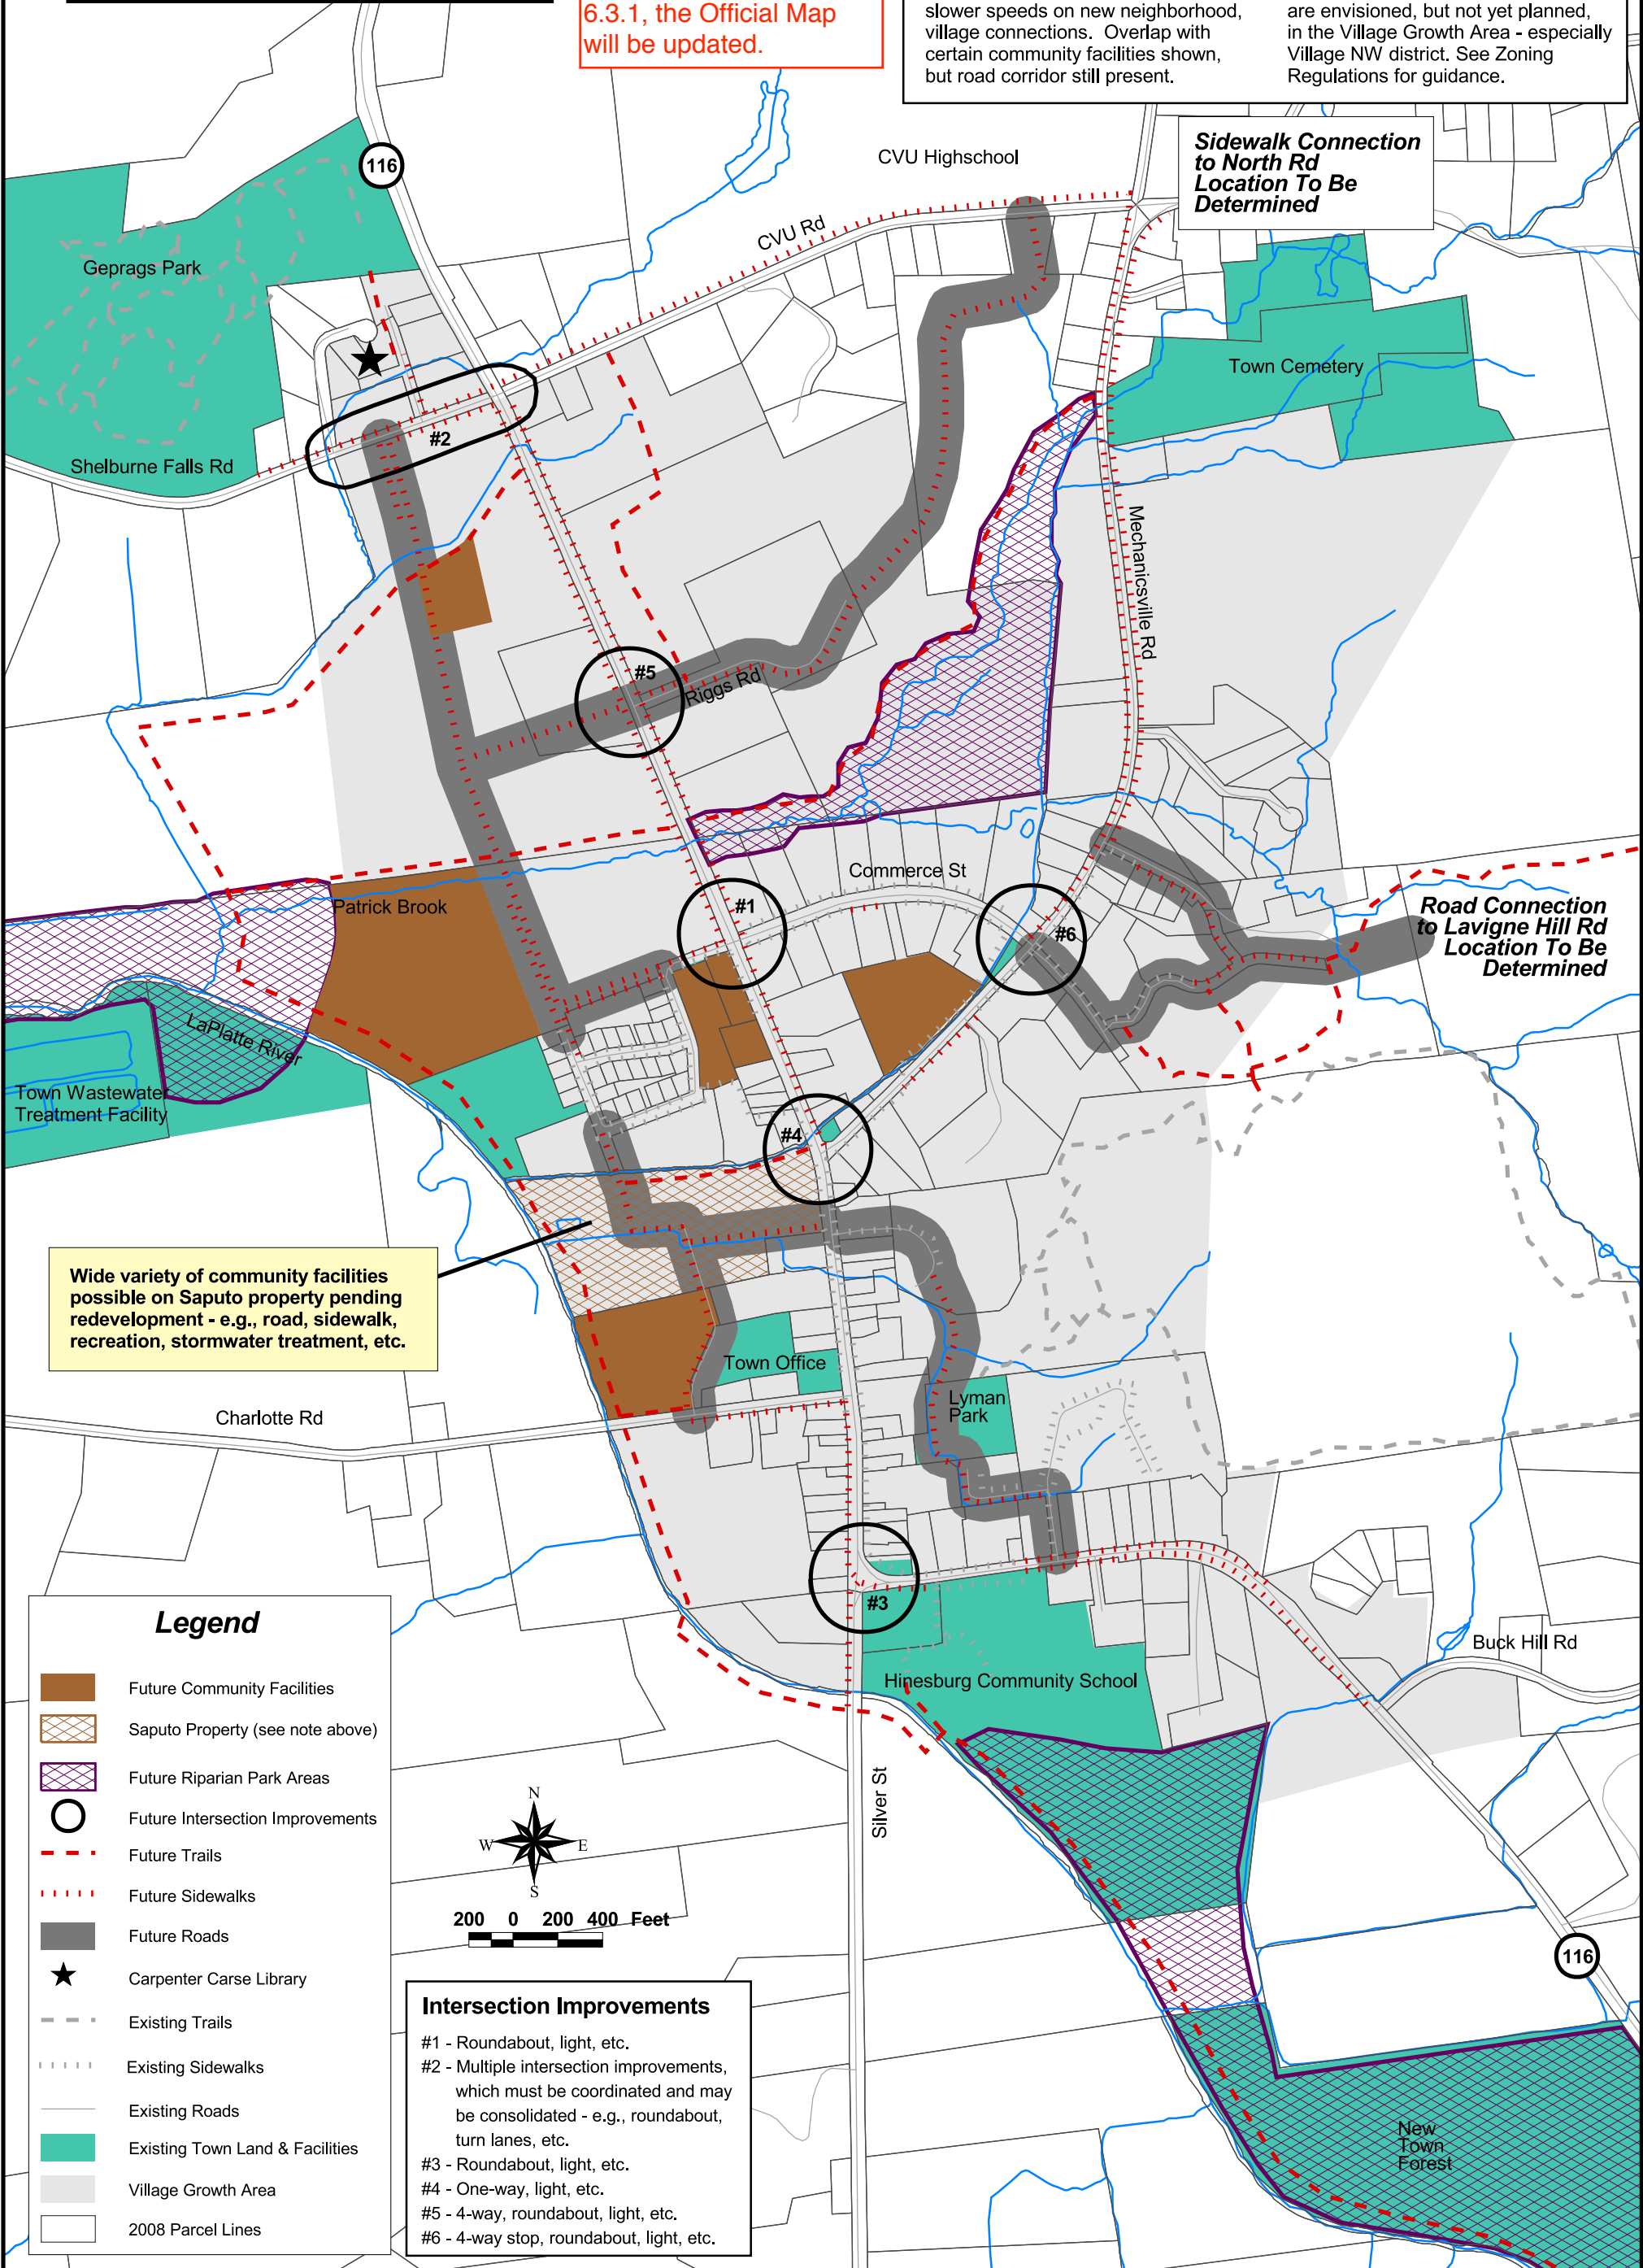 6.3.1, the Official Map
will be updated.
slower speeds on new neighborhood,
village connections.  Overlap with
certain community facilities shown,
but road corridor still present.
are envisioned, but not yet planned,
in the Village Growth Area - especially
Village NW district. See Zoning
Regulations for guidance.
Sidewalk Connection
to North Rd
Location To Be
Determined
CVU Highschool
116
CVU Rd
Geprags Park
Town Cemetery
#2
Shelburne Falls Rd
Mechanicsville Rd
#5
Riggs Rd
Commerce St
Patrick Brook
#1
#6
Road Connection
to Lavigne Hill Rd
Location To Be
Determined
LaPlatte River
Town Wastewater
Treatment Facility
#4
Wide variety of community facilities
possible on Saputo property pending
redevelopment - e.g., road, sidewalk,
recreation, stormwater treatment, etc.
Town Office
Lyman
Park
Charlotte Rd
#3
Buck Hill Rd
Hinesburg Community School
Silver St
Legend
Future Community Facilities
Saputo Property (see note above)
Future Riparian Park Areas
Future Intersection Improvements
Future Trails
Future Sidewalks
Future Roads
Carpenter Carse Library
Existing Trails
Existing Sidewalks
Existing Roads
Existing Town Land & Facilities
Village Growth Area
2008 Parcel Lines
N
W E
S
200 0 200 400 Feet
Intersection Improvements
#1 - Roundabout, light, etc.
#2 - Multiple intersection improvements,
which must be coordinated and may
be consolidated - e.g., roundabout,
turn lanes, etc.
#3 - Roundabout, light, etc.
#4 - One-way, light, etc.
#5 - 4-way, roundabout, light, etc.
#6 - 4-way stop, roundabout, light, etc.
116
New
Town
Forest